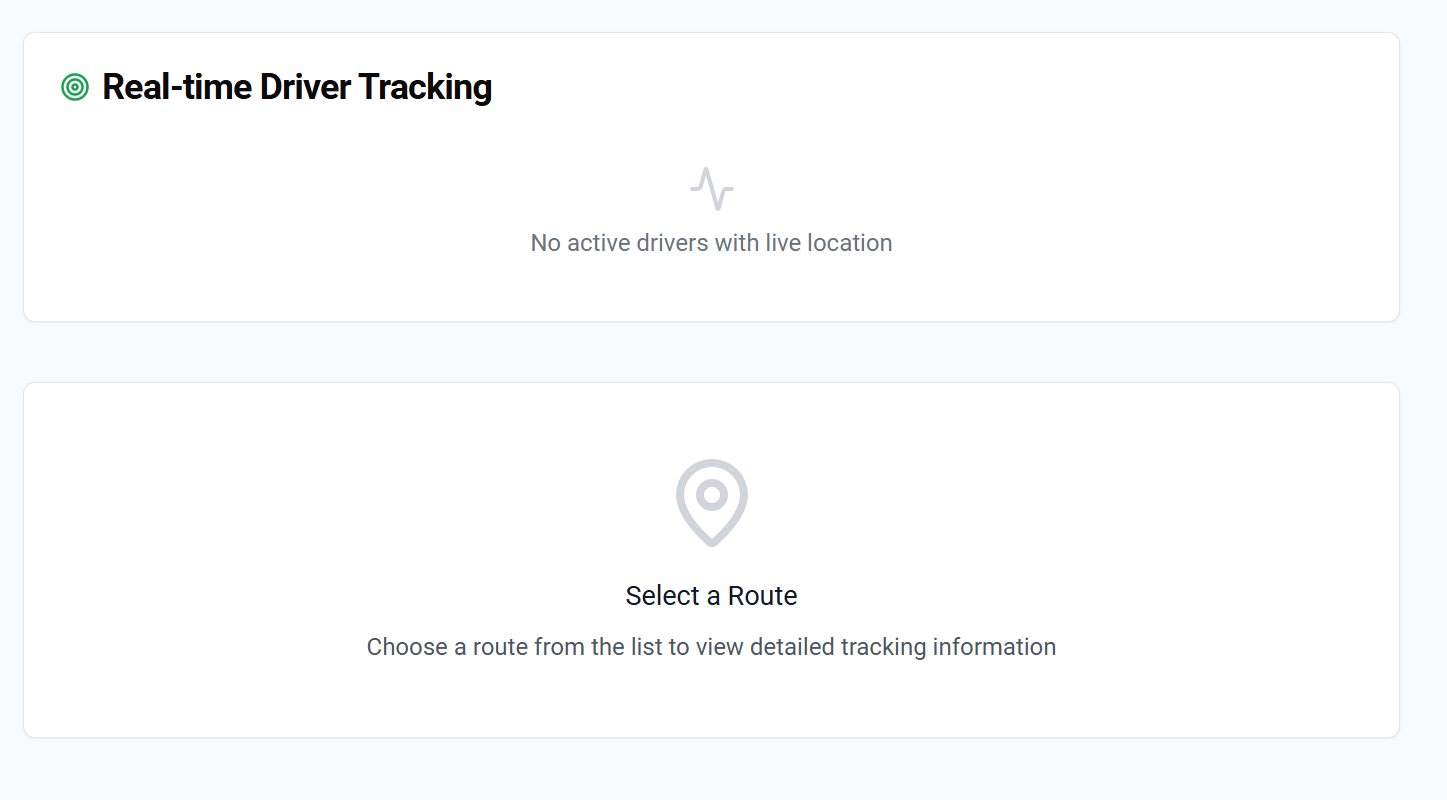 Real-time Driver Tracking
No active drivers with live location
Select a Route
Choose a route from the list to view detailed tracking information